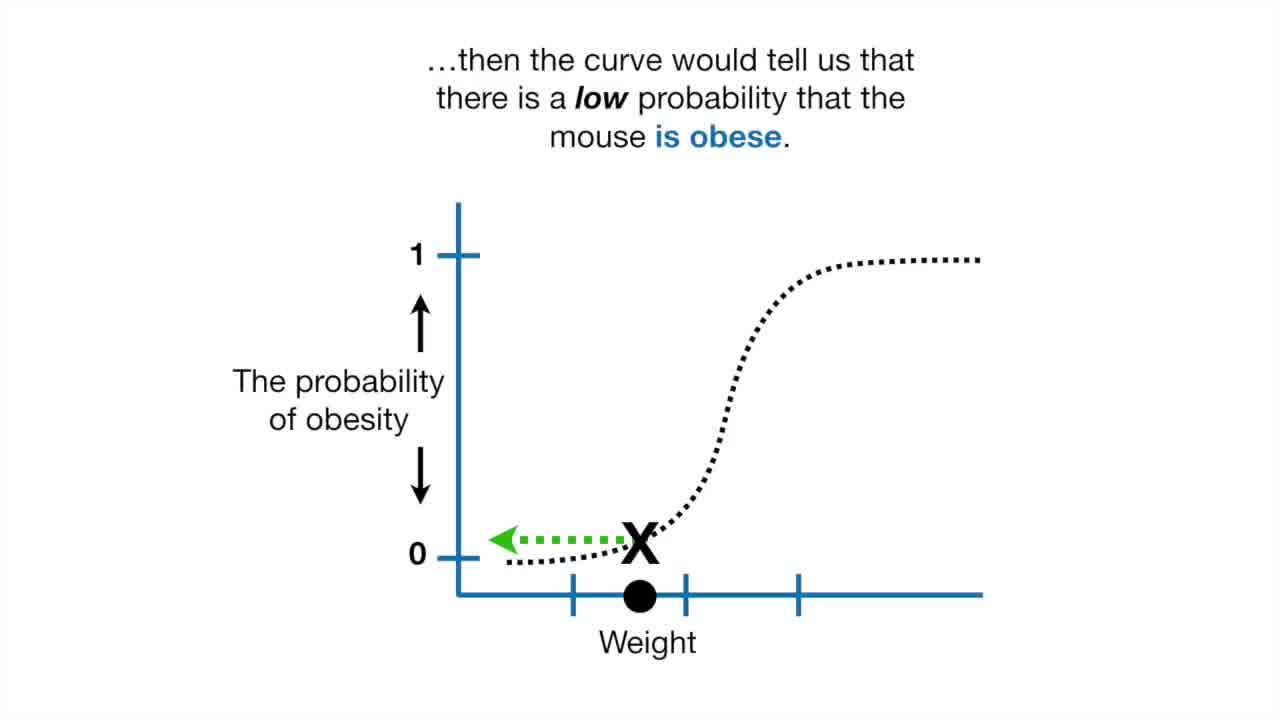 …then the curve would tell us that
there is a low probability that the
mouse is obese.
1
The probability
of obesity
0
X
Weight